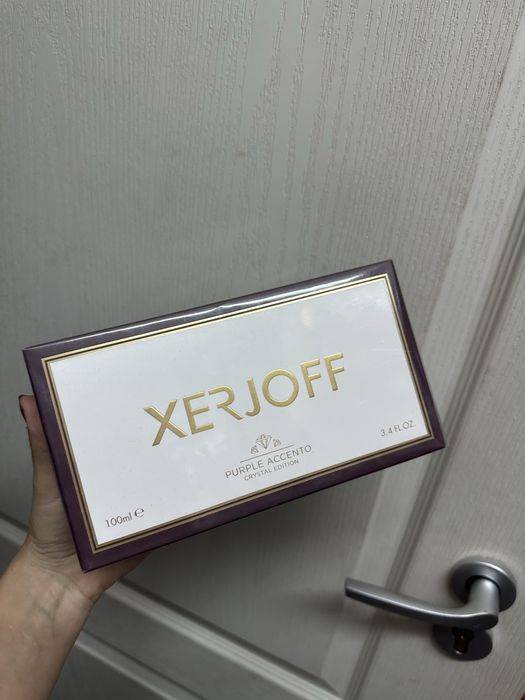 XERJOFF
PURPLE ACCENTO
CRYSTAL EDITION
100ml ℮
3.4 FL.OZ.